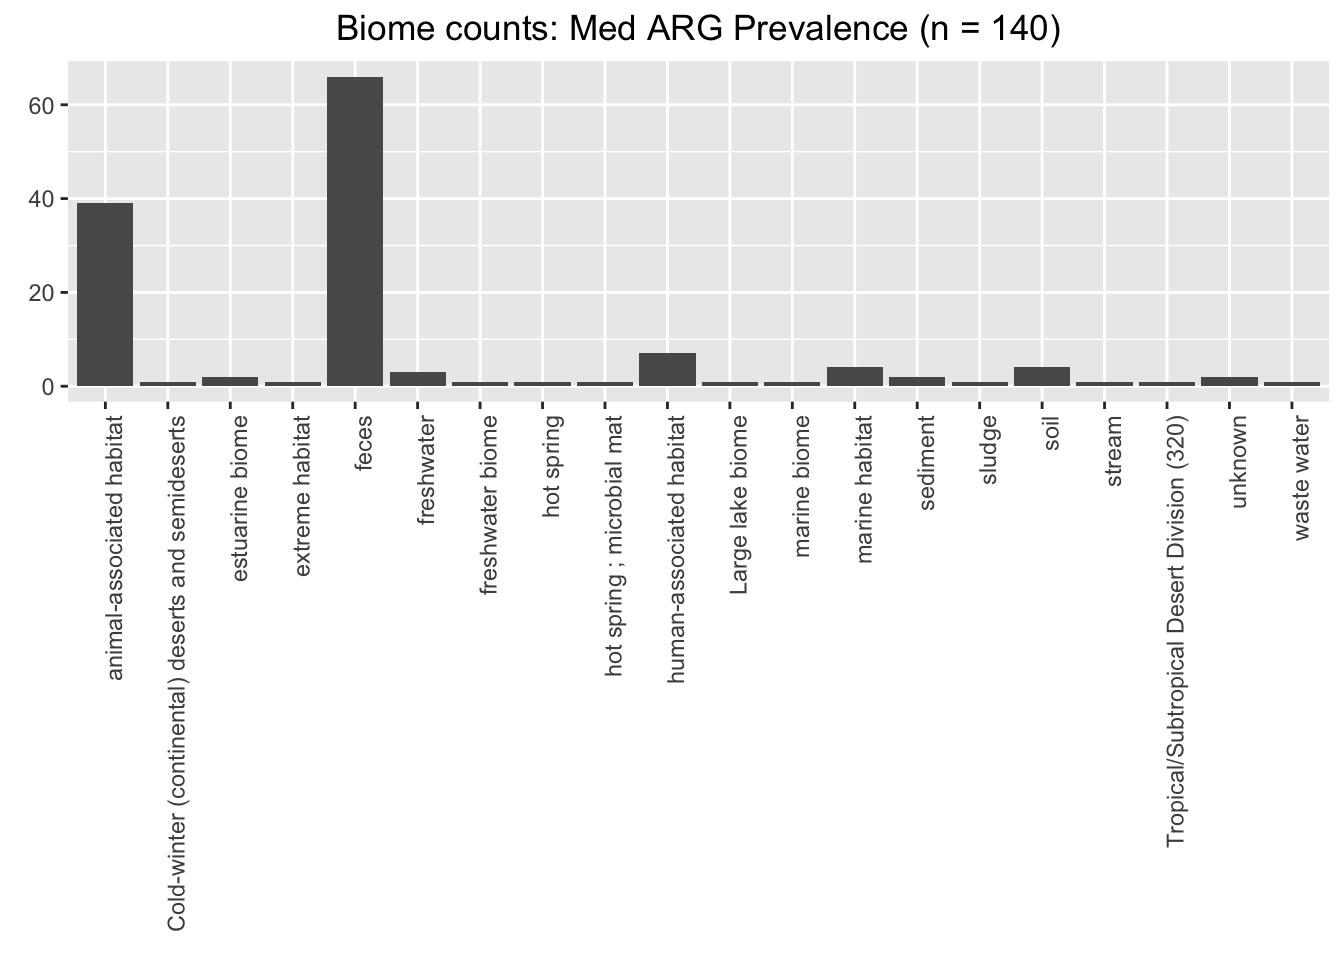 Biome counts: Med ARG Prevalence (n = 140)
60
40
20
0
animal-associated habitat
Cold-winter (continental) deserts and semideserts
estuarine biome
extreme habitat
feces
freshwater
freshwater biome
hot spring
hot spring ; microbial mat
human-associated habitat
Large lake biome
marine biome
marine habitat
sediment
sludge
soil
stream
Tropical/Subtropical Desert Division (320)
unknown
waste water